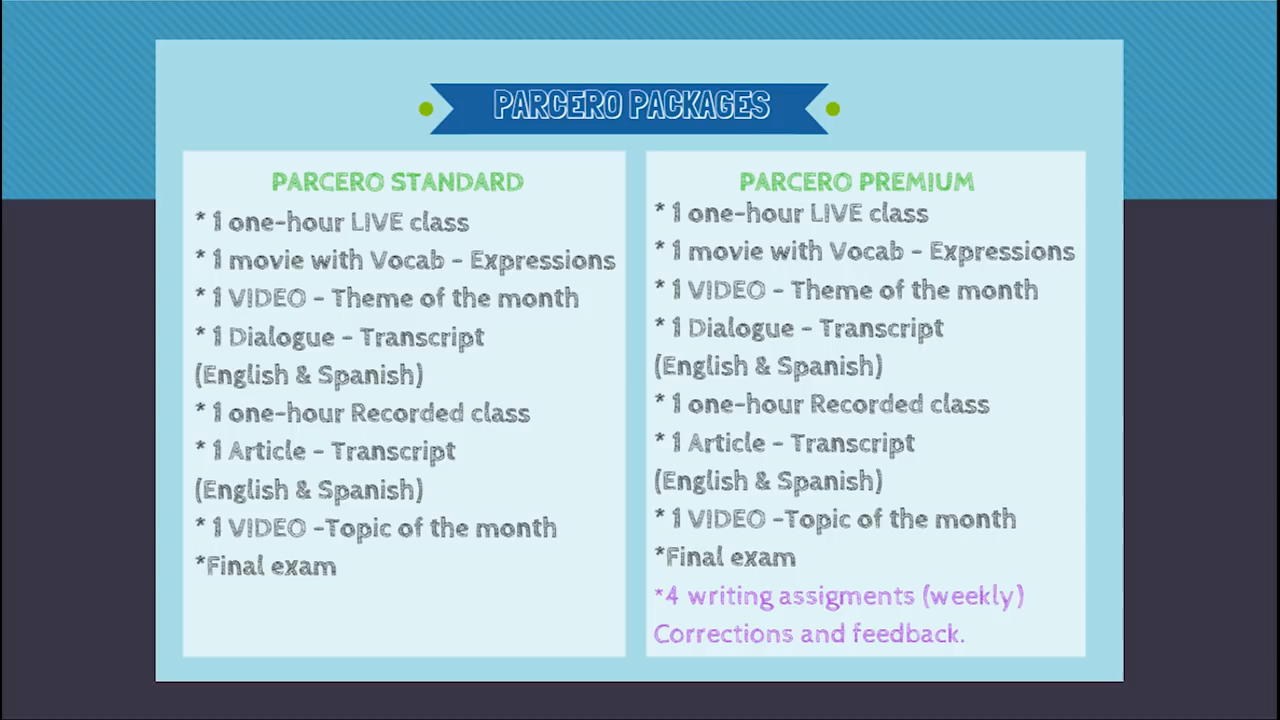 PARCERO PACKAGES
PARCERO STANDARD
* 1 one-hour LIVE class
* 1 movie with Vocab - Expressions
* 1 VIDEO - Theme of the month
* 1 Dialogue - Transcript
(English & Spanish)
* 1 one-hour Recorded class
* 1 Article - Transcript
(English & Spanish)
* 1 VIDEO -Topic of the month
*Final exam
PARCERO PREMIUM
* 1 one-hour LIVE class
* 1 movie with Vocab - Expressions
* 1 VIDEO - Theme of the month
* 1 Dialogue - Transcript
(English & Spanish)
* 1 one-hour Recorded class
* 1 Article - Transcript
(English & Spanish)
* 1 VIDEO -Topic of the month
*Final exam
*4 writing assigments (weekly)
Corrections and feedback.